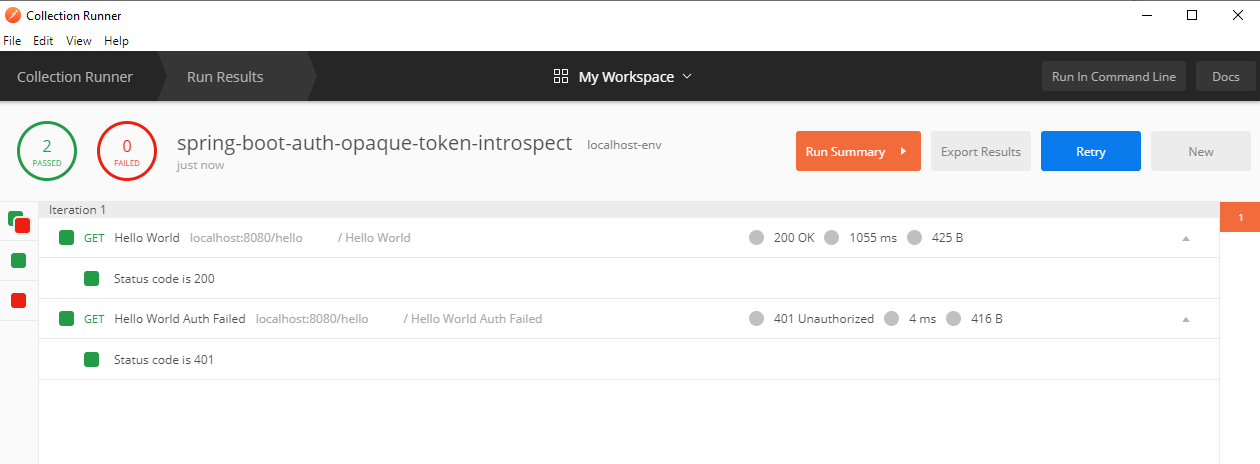 Collection Runner
File Edit View Help
Collection Runner Run Results My Workspace Run In Command Line Docs
2 PASSED 0 FAILED spring-boot-auth-opaque-token-introspect localhost-env Run Summary Export Results Retry New
just now
Iteration 1 1
GET Hello World localhost:8080/hello / Hello World 200 OK 1055 ms 425 B
Status code is 200
GET Hello World Auth Failed localhost:8080/hello / Hello World Auth Failed 401 Unauthorized 4 ms 416 B
Status code is 401